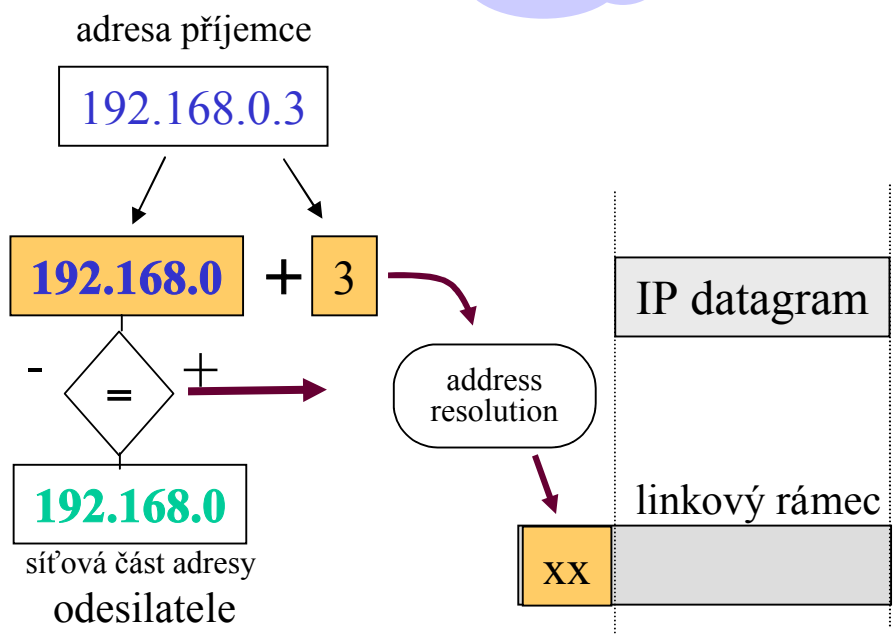 adresa příjemce
192.168.0.3
192.168.0 + 3
IP datagram
- = +
address
resolution
192.168.0
linkový rámec
síťová část adresy
xx
odesilatele